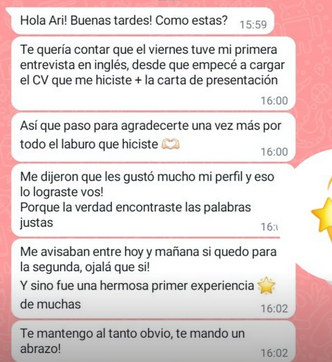 Hola Ari! Buenas tardes! Como estas? 15:59
Te quería contar que el viernes tuve mi primera
entrevista en inglés, desde que empecé a cargar
el CV que me hiciste + la carta de presentación
16:00
Así que paso para agradecerte una vez más por
todo el laburo que hiciste 🫶🏻
16:00
Me dijeron que les gustó mucho mi perfil y eso
lo lograste vos!
Porque la verdad encontraste las palabras
justas
Me avisaban entre hoy y mañana si quedo para
la segunda, ojalá que si!
Y sino fue una hermosa primer experiencia 🌟
de muchas
16:02
Te mantengo al tanto obvio, te mando un
abrazo!
16:02